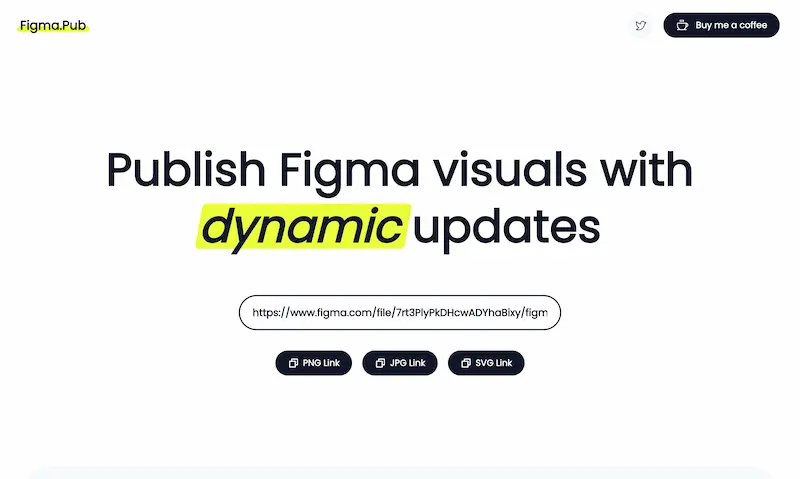 Figma.Pub
Buy me a coffee
Publish Figma visuals with
dynamic updates
https://www.figma.com/file/7rt3PlyPkDHcwADYhaBixy/figm
PNG Link
JPG Link
SVG Link